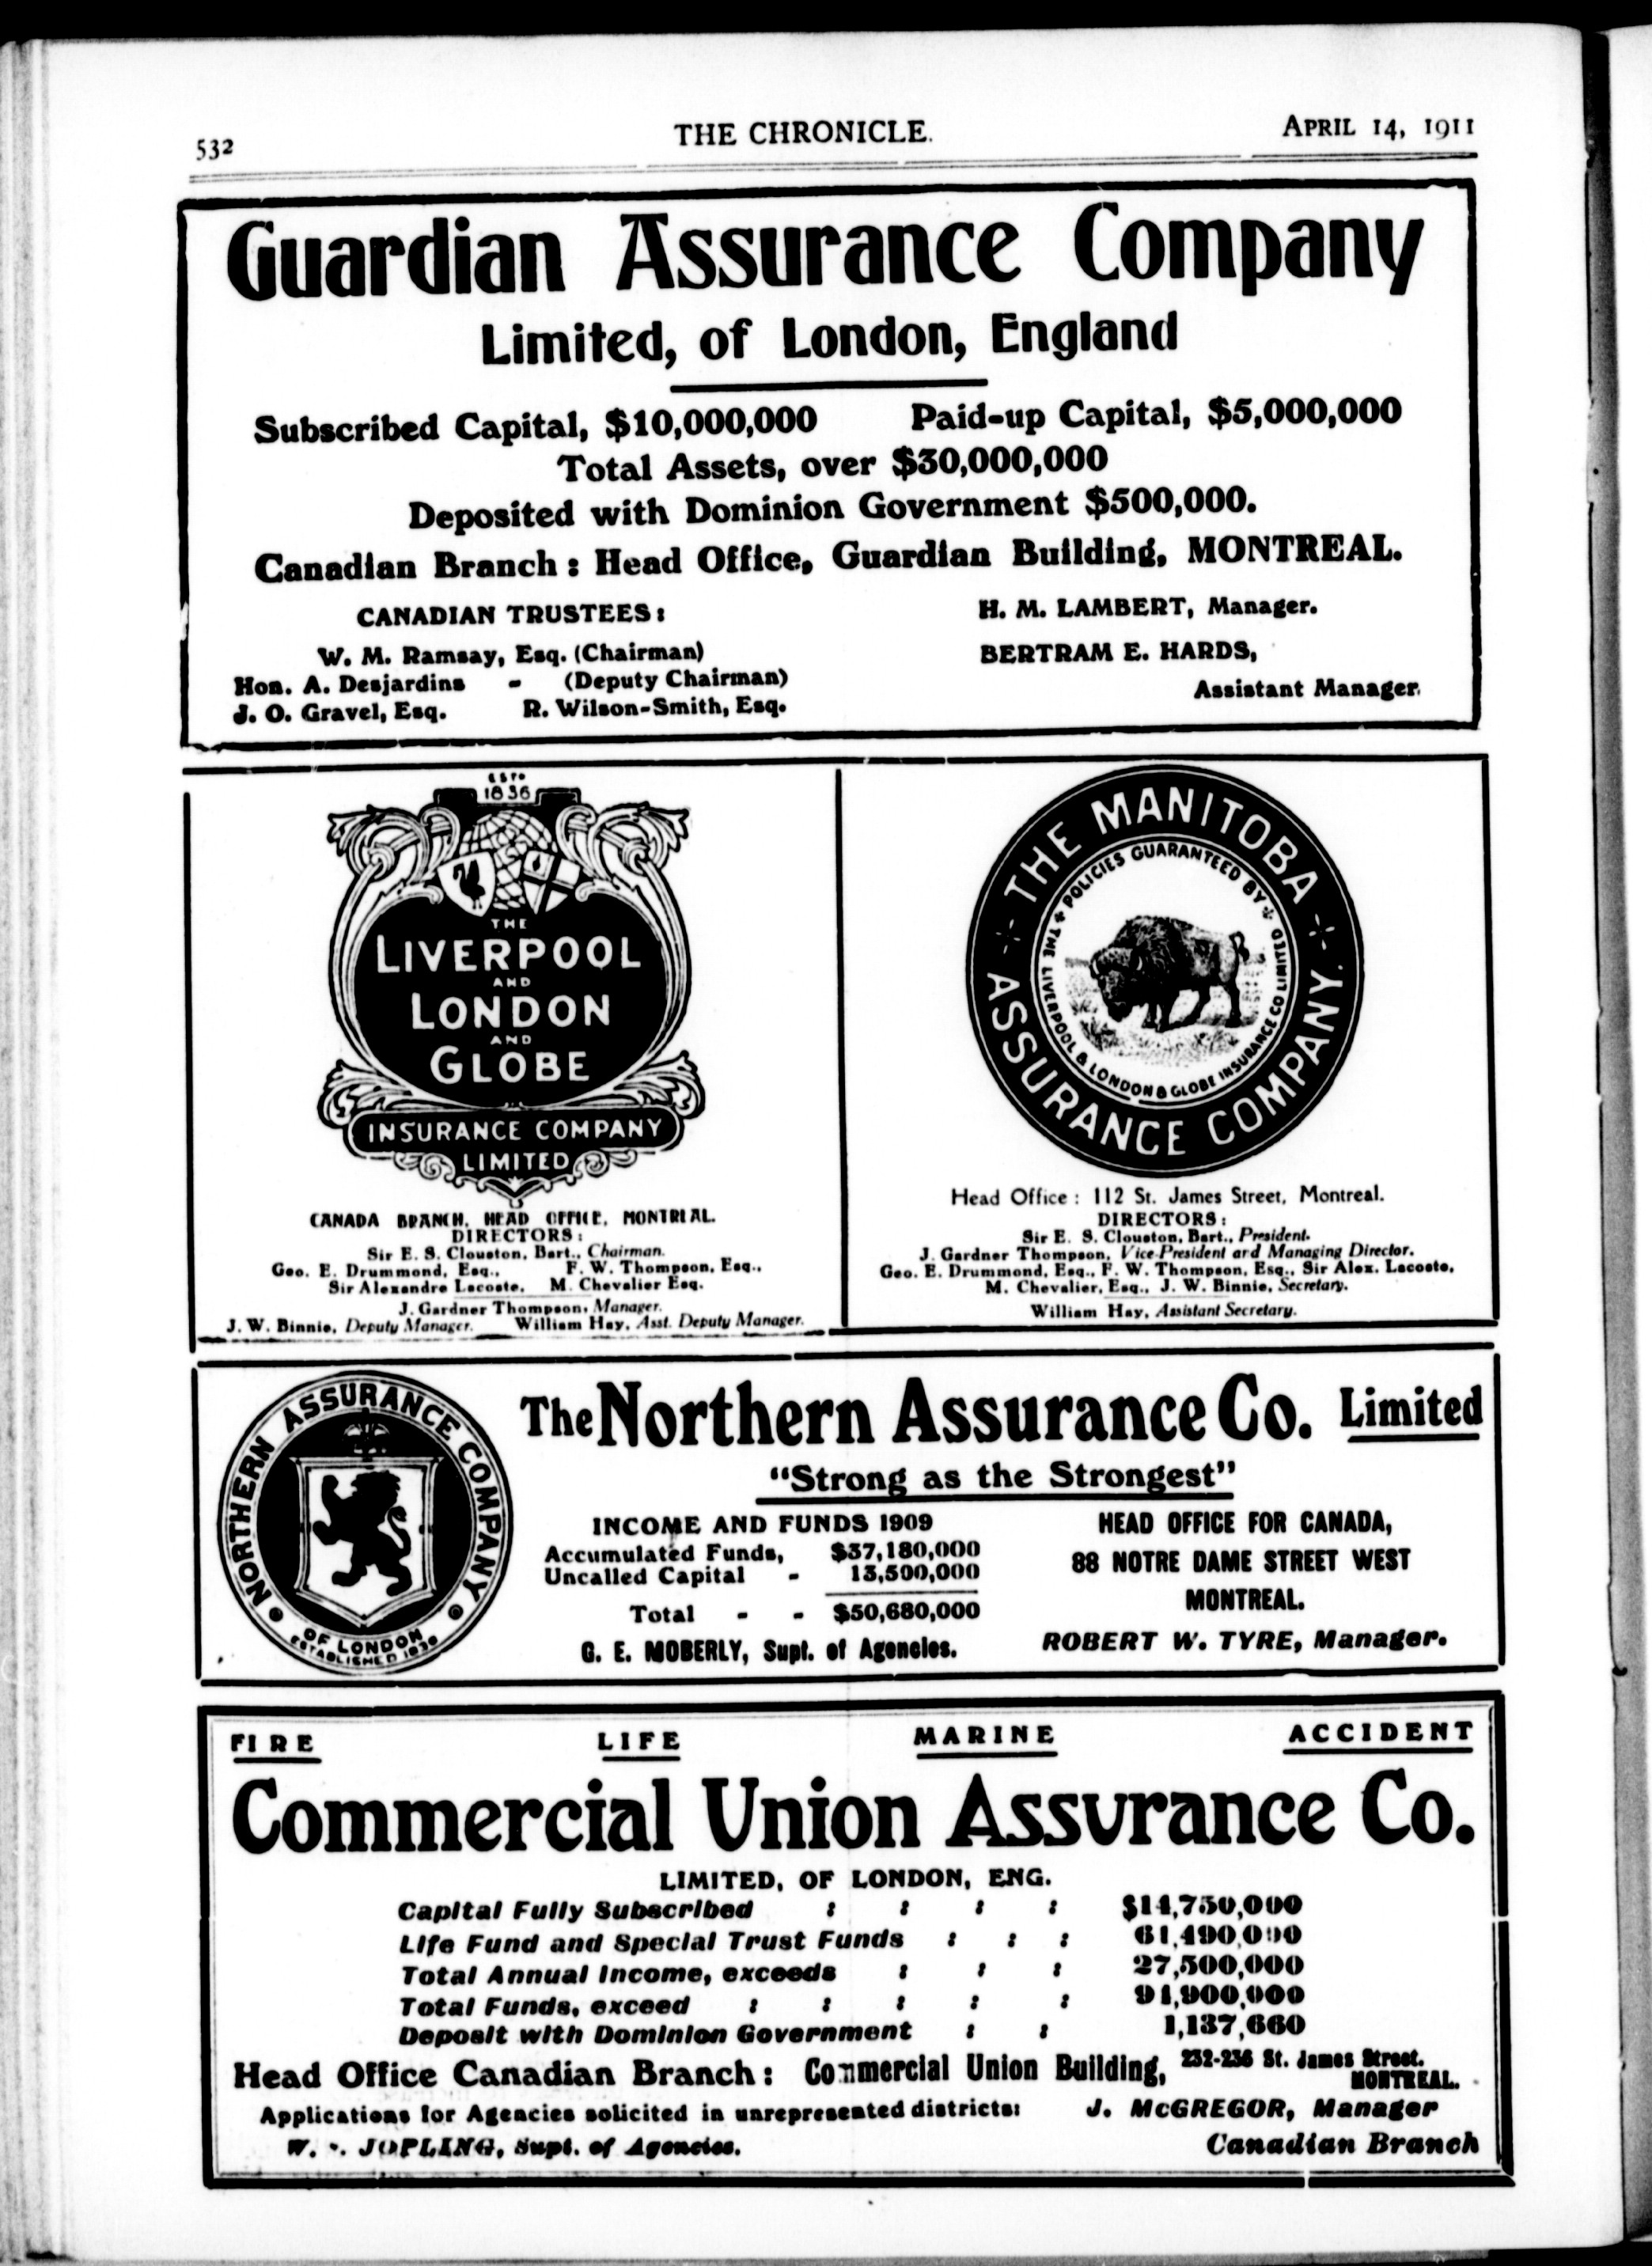 532
THE CHRONICLE.
APRIL 14, 1911
Guardian Assurance Company
Limited, of London, England
Subscribed Capital, $10,000,000 Paid-up Capital, $5,000,000
Total Assets, over $30,000,000
Deposited with Dominion Government $500,000.
Canadian Branch : Head Office, Guardian Building, MONTREAL.
CANADIAN TRUSTEES :
W. M. Ramsay, Esq. (Chairman)
Hon. A. Desjardins - (Deputy Chairman)
J. O. Gravel, Esq. R. Wilson-Smith, Esq.
H. M. LAMBERT, Manager.
BERTRAM E. HARDS,
Assistant Manager.
ESTD
1836
THE
LIVERPOOL
AND
LONDON
AND
GLOBE
INSURANCE COMPANY
LIMITED
CANADA BRANCH, HEAD OFFICE, MONTREAL.
DIRECTORS :
Sir E. S. Clouston, Bart., Chairman.
Geo. E. Drummond, Esq., F. W. Thompson, Esq.,
Sir Alexandre Lacoste, M. Chevalier Esq.
J. Gardner Thompson, Manager.
J. W. Binnie, Deputy Manager. William Hay, Asst. Deputy Manager.
THE MANITOBA
ASSURANCE COMPANY.
POLICIES GUARANTEED BY
THE LIVERPOOL & LONDON & GLOBE INSURANCE CO LIMITED
Head Office : 112 St. James Street, Montreal.
DIRECTORS :
Sir E. S. Clouston, Bart., President.
J. Gardner Thompson, Vice-President and Managing Director.
Geo. E. Drummond, Esq., F. W. Thompson, Esq., Sir Alex. Lacoste,
M. Chevalier, Esq., J. W. Binnie, Secretary.
William Hay, Assistant Secretary.
NORTHERN ASSURANCE COMPANY
OF LONDON
ESTABLISHED 1836
The Northern Assurance Co. Limited
"Strong as the Strongest"
INCOME AND FUNDS 1909
Accumulated Funds, $37,180,000
Uncalled Capital - 13,500,000
Total - - $50,680,000
G. E. MOBERLY, Supt. of Agencies.
HEAD OFFICE FOR CANADA,
88 NOTRE DAME STREET WEST
MONTREAL.
ROBERT W. TYRE, Manager.
FIRE LIFE MARINE ACCIDENT
Commercial Union Assurance Co.
LIMITED, OF LONDON, ENG.
Capital Fully Subscribed : : : : $14,750,000
Life Fund and Special Trust Funds : : : 61,490,000
Total Annual Income, exceeds : : : 27,500,000
Total Funds, exceed : : : : : 91,900,000
Deposit with Dominion Government : : 1,137,660
Head Office Canadian Branch : Commercial Union Building, 232-236 St. James Street.
MONTREAL.
Applications for Agencies solicited in unrepresented districts: J. McGREGOR, Manager
W. JOPLING, Supt. of Agencies. Canadian Branch